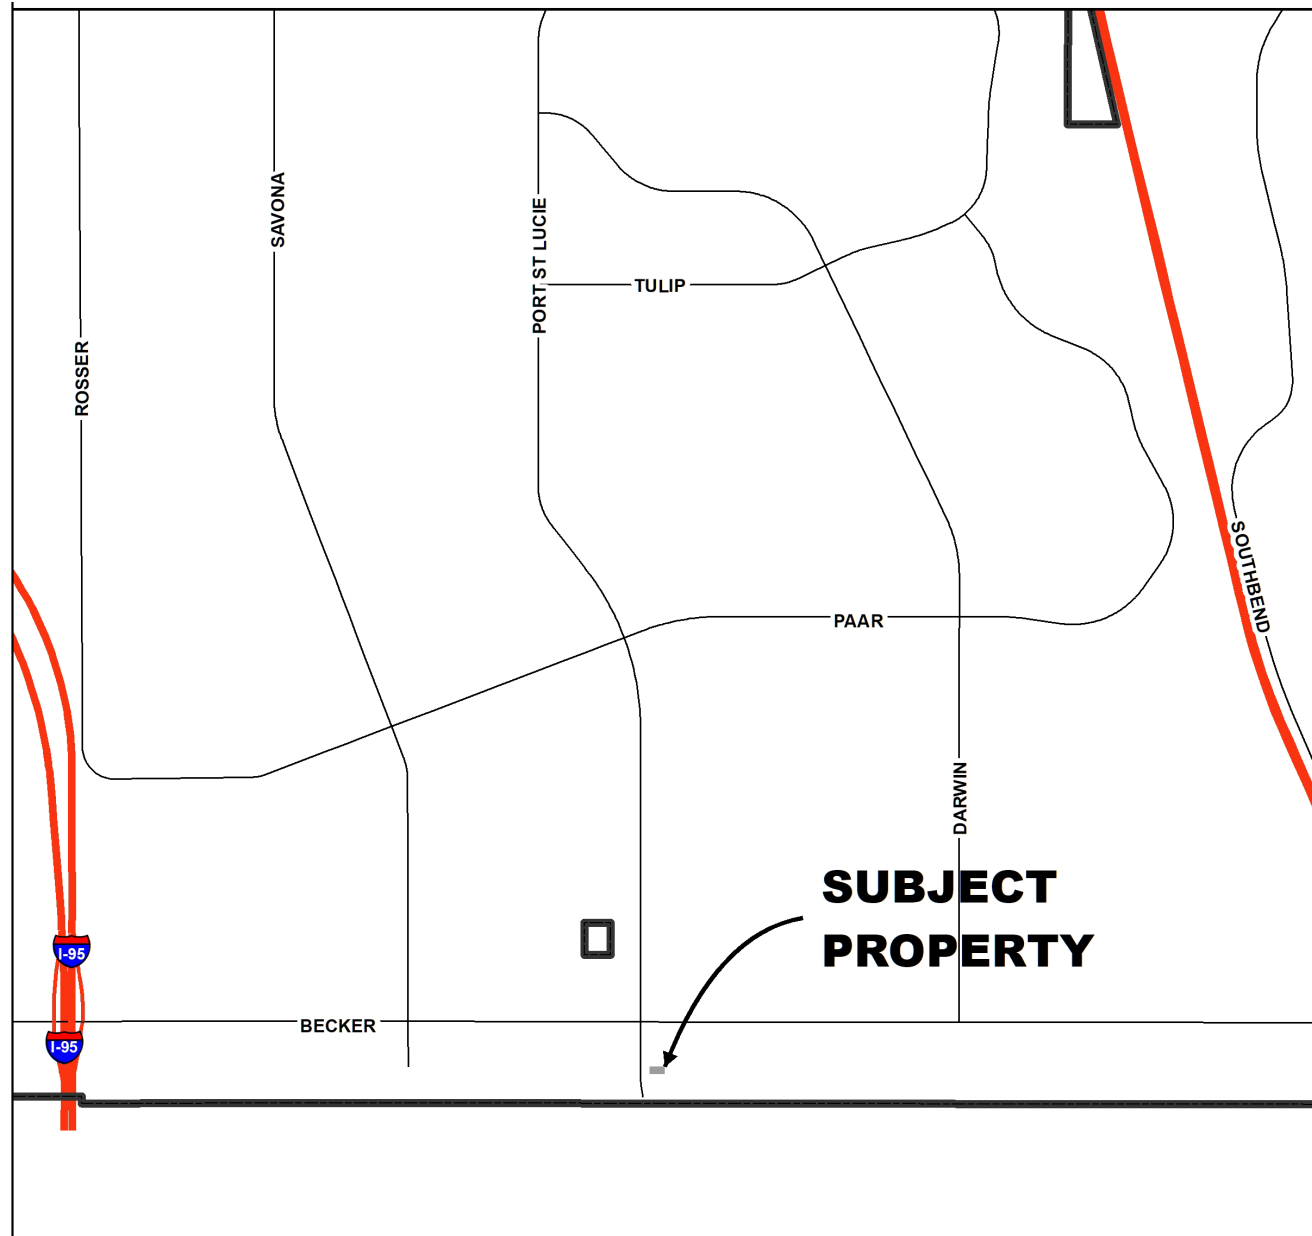 SAVONA
PORT ST LUCIE
TULIP
ROSSER
SOUTHBEND
PAAR
DARWIN
SUBJECT
PROPERTY
I-95
BECKER
I-95